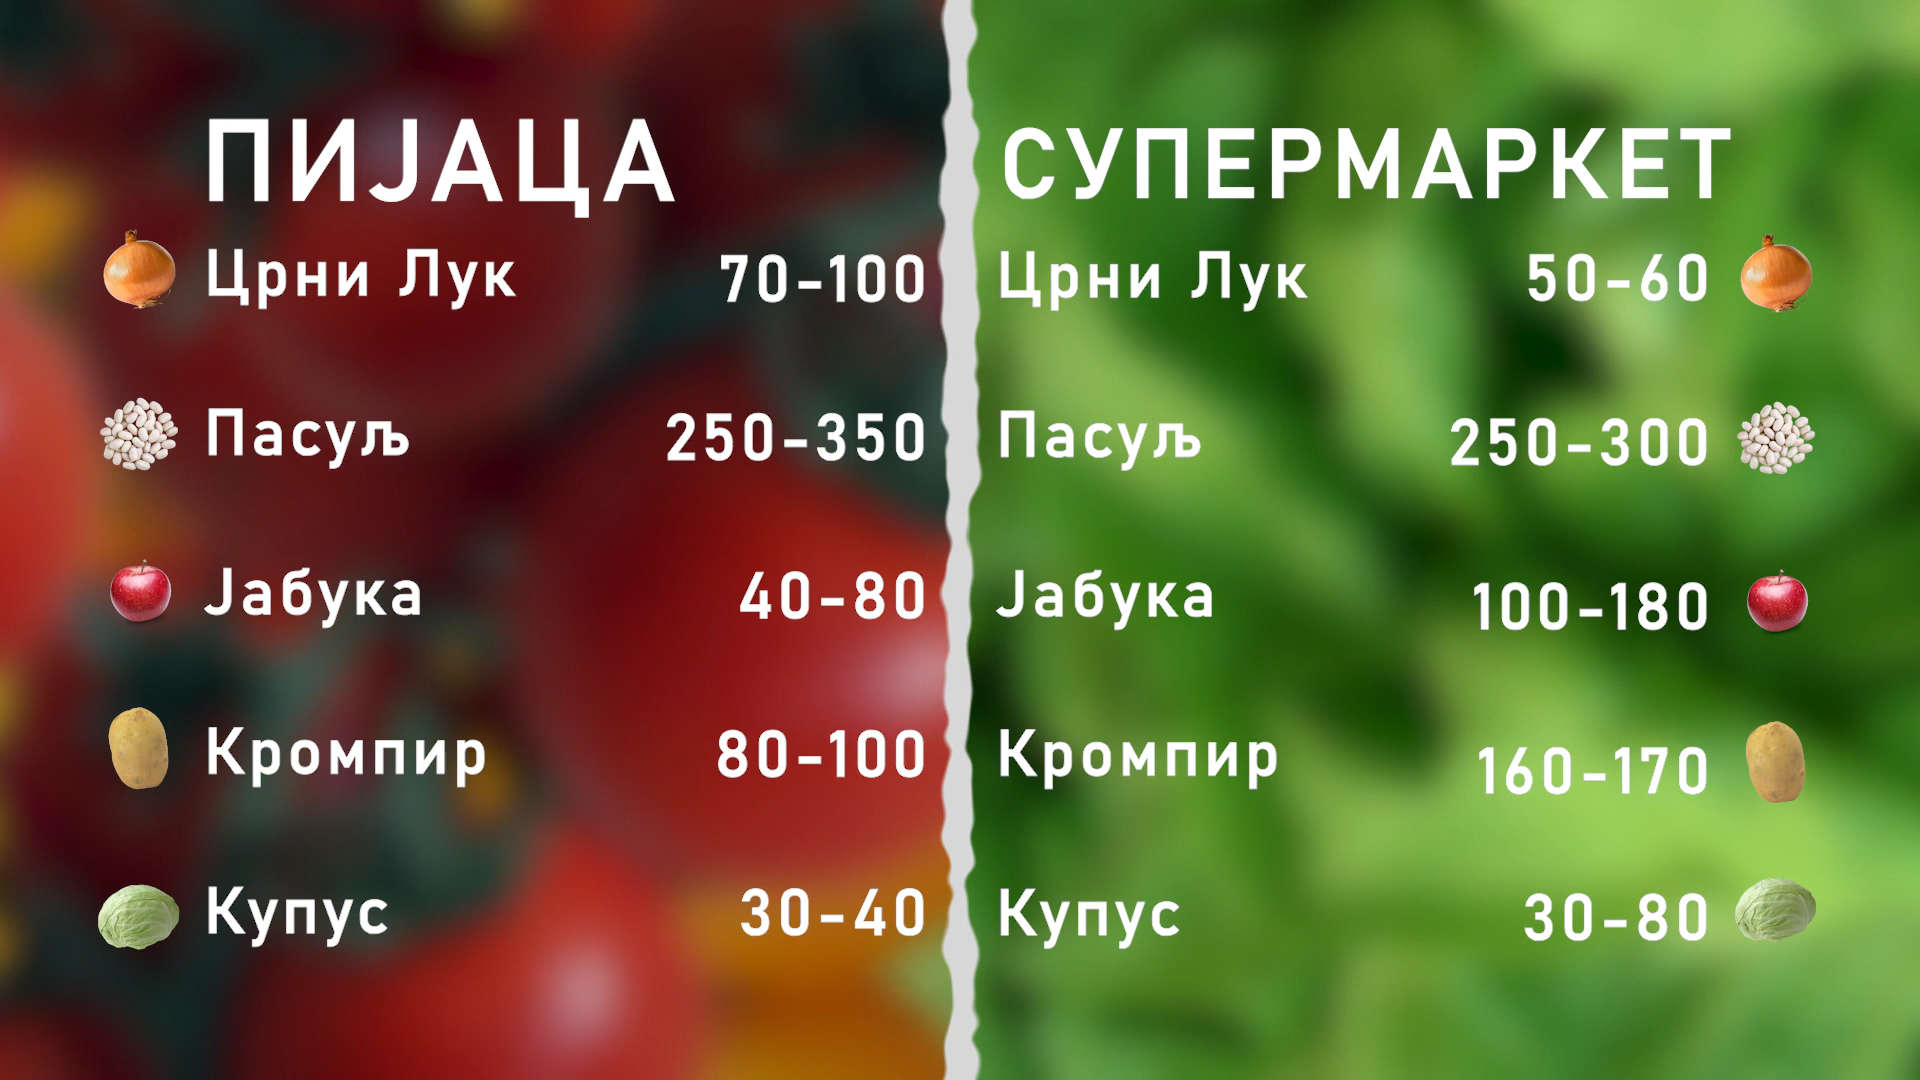 ПИЈАЦА
Црни Лук 70-100
Пасуљ 250-350
Јабука 40-80
Кромпир 80-100
Купус 30-40
СУПЕРМАРКЕТ
Црни Лук 50-60
Пасуљ 250-300
Јабука 100-180
Кромпир 160-170
Купус 30-80